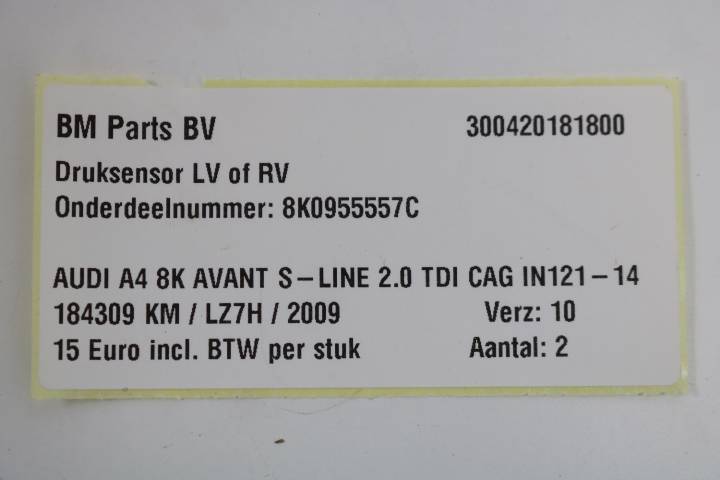 BM Parts BV 300420181800
Druksensor LV of RV
Onderdeelnummer: 8K0955557C
AUDI A4 8K AVANT S-LINE 2.0 TDI CAG IN121-14
184309 KM / LZ7H / 2009 Verz: 10
15 Euro incl. BTW per stuk Aantal: 2